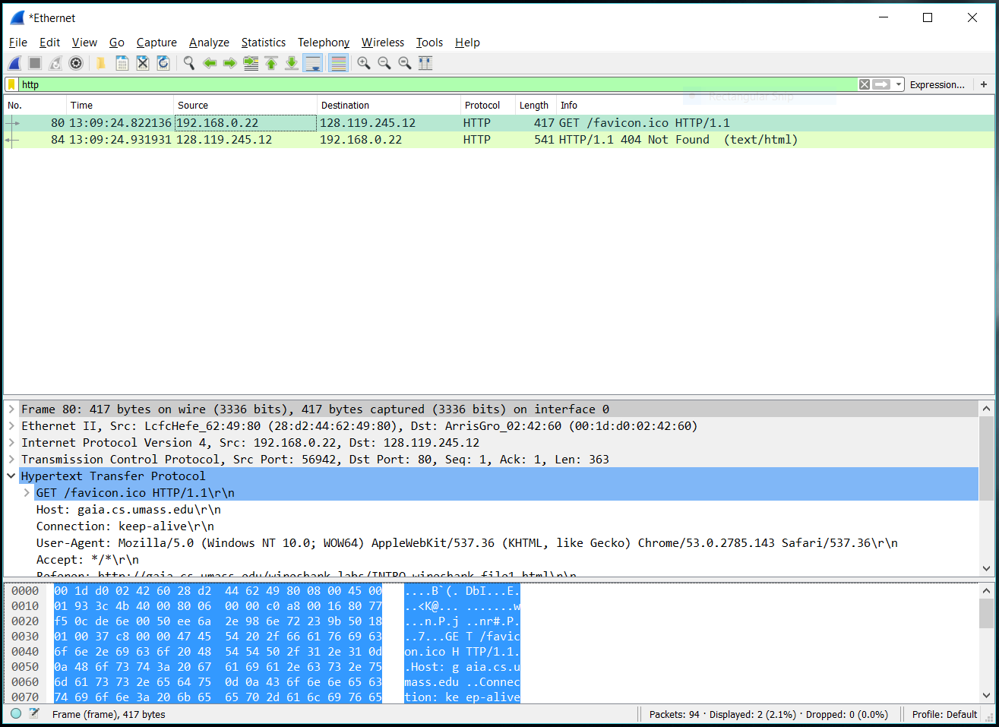 *Ethernet
File Edit View Go Capture Analyze Statistics Telephony Wireless Tools Help
http Expression... +
Rectangular Snip
No. Time Source Destination Protocol Length Info
80 13:09:24.822136 192.168.0.22 128.119.245.12 HTTP 417 GET /favicon.ico HTTP/1.1
84 13:09:24.931931 128.119.245.12 192.168.0.22 HTTP 541 HTTP/1.1 404 Not Found (text/html)
Frame 80: 417 bytes on wire (3336 bits), 417 bytes captured (3336 bits) on interface 0
Ethernet II, Src: LcfcHefe_62:49:80 (28:d2:44:62:49:80), Dst: ArrisGro_02:42:60 (00:1d:d0:02:42:60)
Internet Protocol Version 4, Src: 192.168.0.22, Dst: 128.119.245.12
Transmission Control Protocol, Src Port: 56942, Dst Port: 80, Seq: 1, Ack: 1, Len: 363
Hypertext Transfer Protocol
GET /favicon.ico HTTP/1.1\r\n
Host: gaia.cs.umass.edu\r\n
Connection: keep-alive\r\n
User-Agent: Mozilla/5.0 (Windows NT 10.0; WOW64) AppleWebKit/537.36 (KHTML, like Gecko) Chrome/53.0.2785.143 Safari/537.36\r\n
Accept: */*\r\n
Referer: http://gaia.cs.umass.edu/wireshark-labs/INTRO-wireshark-file1.html\r\n
0000 00 1d d0 02 42 60 28 d2 44 62 49 80 08 00 45 00 ....B`(. DbI...E.
0010 01 93 3c 4b 40 00 80 06 00 00 c0 a8 00 16 80 77 ..<K@... .......w
0020 f5 0c de 6e 00 50 ee 6a 2e 98 6e 72 23 9b 50 18 ...n.P.j ..nr#.P.
0030 01 00 37 c8 00 00 47 45 54 20 2f 66 61 76 69 63 ..7...GE T /favic
0040 6f 6e 2e 69 63 6f 20 48 54 54 50 2f 31 2e 31 0d on.ico H TTP/1.1.
0050 0a 48 6f 73 74 3a 20 67 61 69 61 2e 63 73 2e 75 .Host: g aia.cs.u
0060 6d 61 73 73 2e 65 64 75 0d 0a 43 6f 6e 6e 65 63 mass.edu ..Connec
0070 74 69 6f 6e 3a 20 6b 65 65 70 2d 61 6c 69 76 65 tion: ke ep-alive
Frame (frame), 417 bytes Packets: 94 · Displayed: 2 (2.1%) · Dropped: 0 (0.0%) Profile: Default